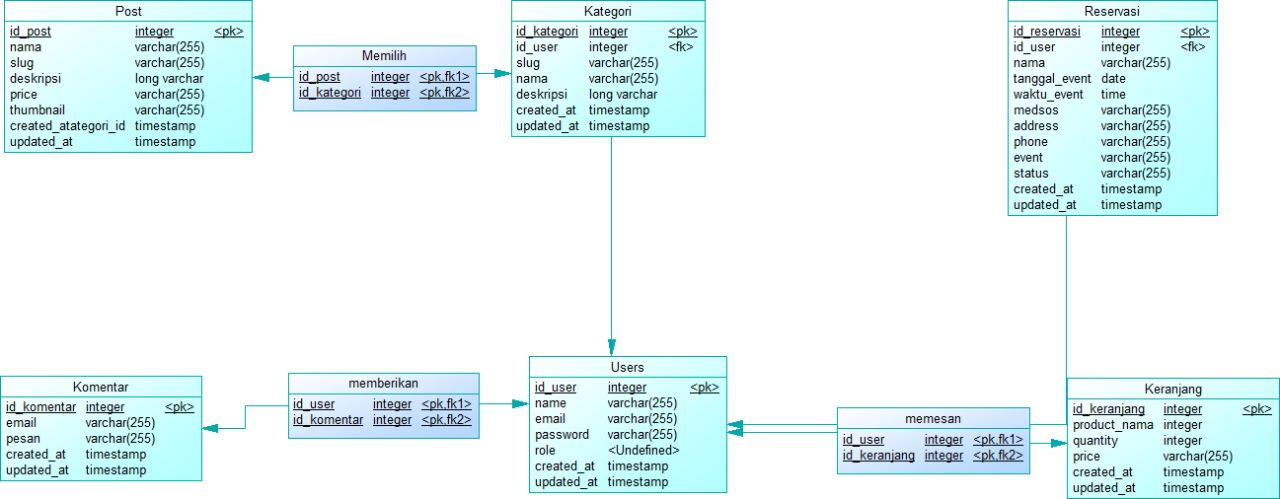 Post
id_post integer <pk>
nama varchar(255)
slug varchar(255)
deskripsi long varchar
price varchar(255)
thumbnail varchar(255)
created_atategori_id timestamp
updated_at timestamp
Memilih
id_post integer <pk,fk1>
id_kategori integer <pk,fk2>
Kategori
id_kategori integer <pk>
id_user integer <fk>
slug varchar(255)
nama varchar(255)
deskripsi long varchar
created_at timestamp
updated_at timestamp
Reservasi
id_reservasi integer <pk>
id_user integer <fk>
nama varchar(255)
tanggal_event date
waktu_event time
medsos varchar(255)
address varchar(255)
phone varchar(255)
event varchar(255)
status varchar(255)
created_at timestamp
updated_at timestamp
Komentar
id_komentar integer <pk>
email varchar(255)
pesan varchar(255)
created_at timestamp
updated_at timestamp
memberikan
id_user integer <pk,fk1>
id_komentar integer <pk,fk2>
Users
id_user integer <pk>
name varchar(255)
email varchar(255)
password varchar(255)
role <Undefined>
created_at timestamp
updated_at timestamp
memesan
id_user integer <pk,fk1>
id_keranjang integer <pk,fk2>
Keranjang
id_keranjang integer <pk>
product_nama integer
quantity integer
price varchar(255)
created_at timestamp
updated_at timestamp